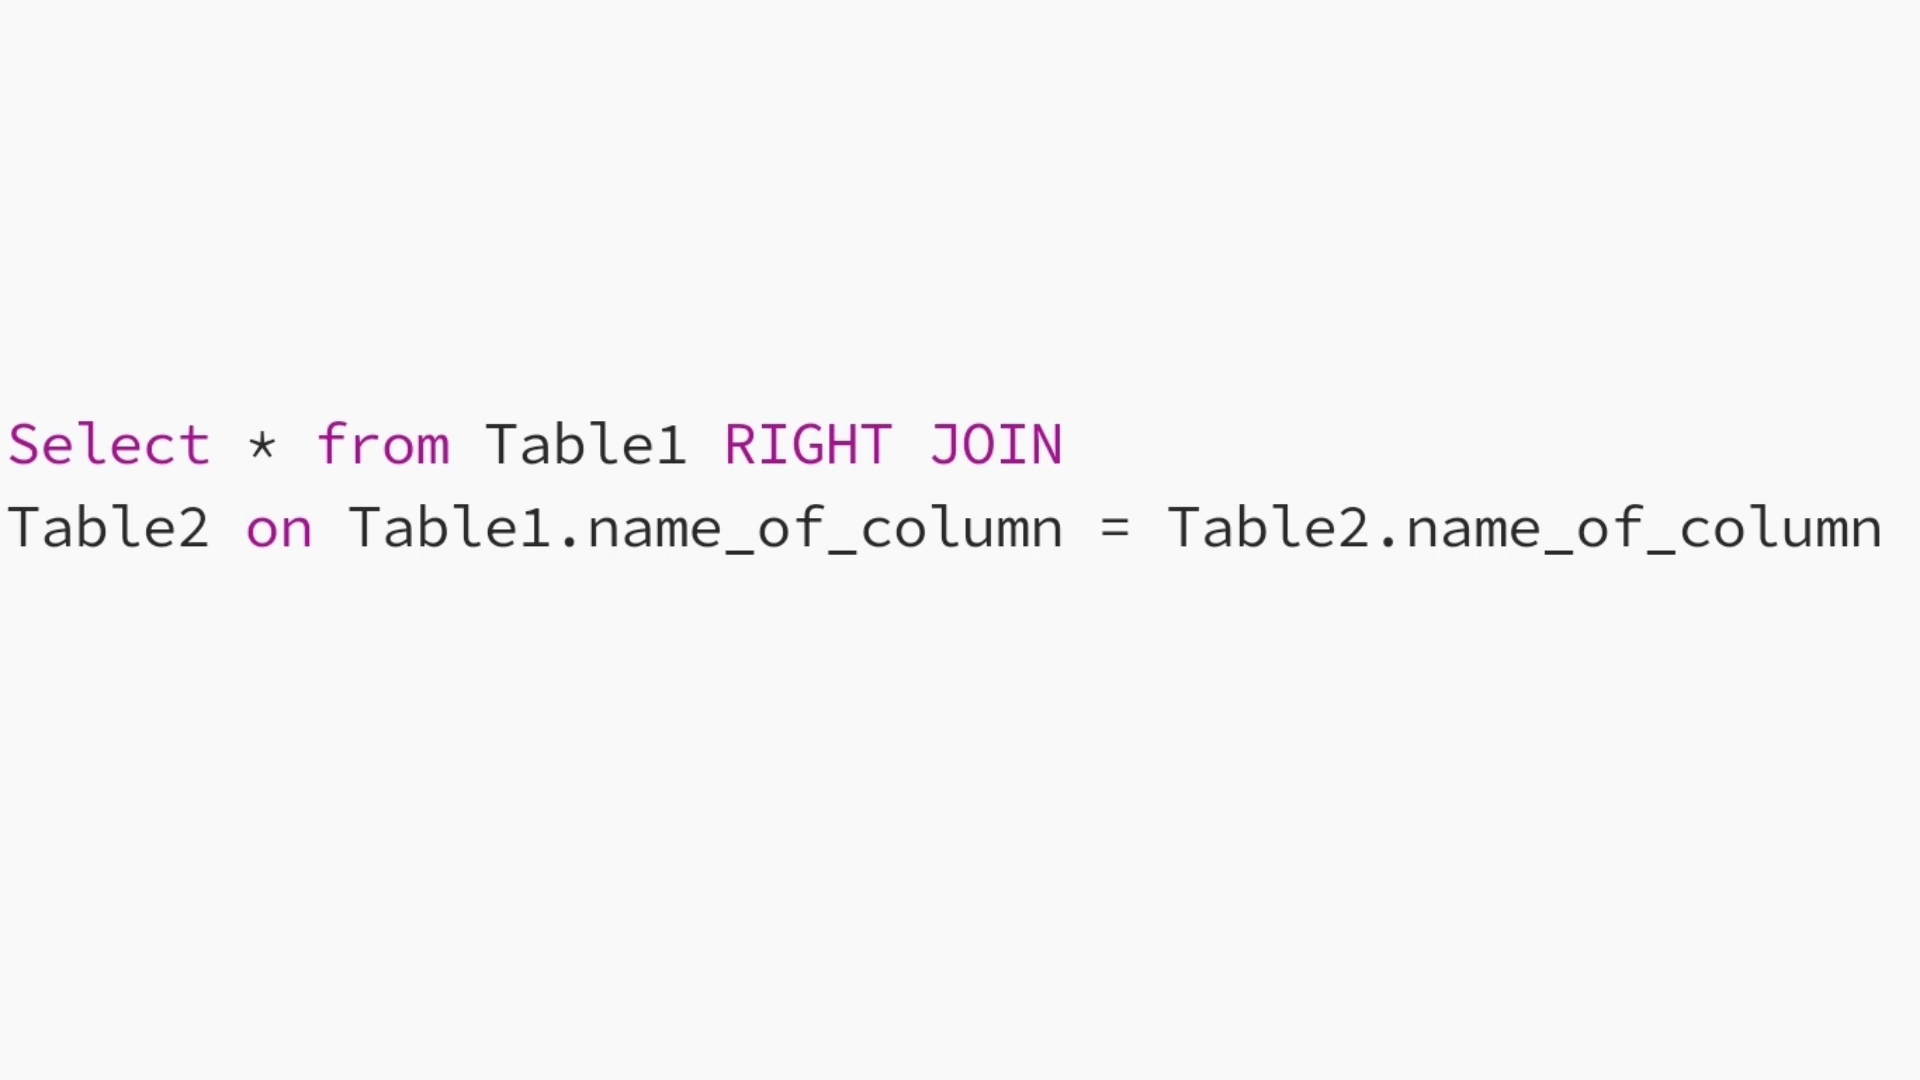 Select * from Table1 RIGHT JOIN
Table2 on Table1.name_of_column = Table2.name_of_column